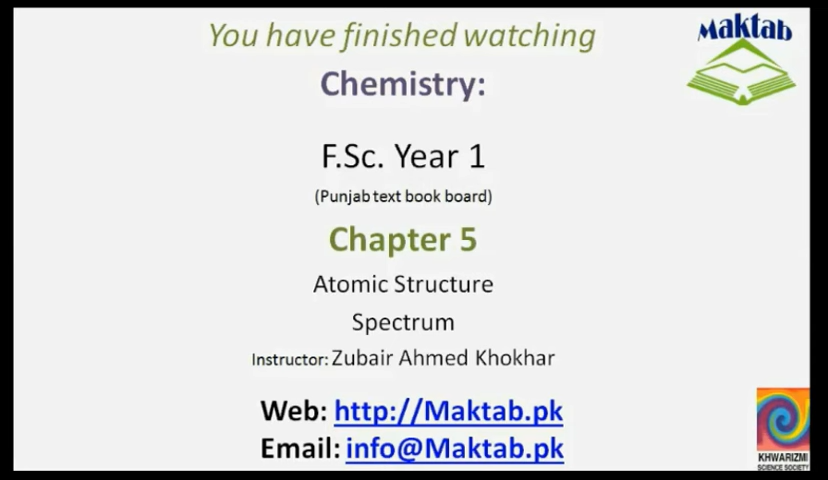 You have finished watching
Maktab
Chemistry:
F.Sc. Year 1
(Punjab text book board)
Chapter 5
Atomic Structure
Spectrum
Instructor: Zubair Ahmed Khokhar
Web: http://Maktab.pk
Email: info@Maktab.pk
KHWARIZMI
SCIENCE SOCIETY